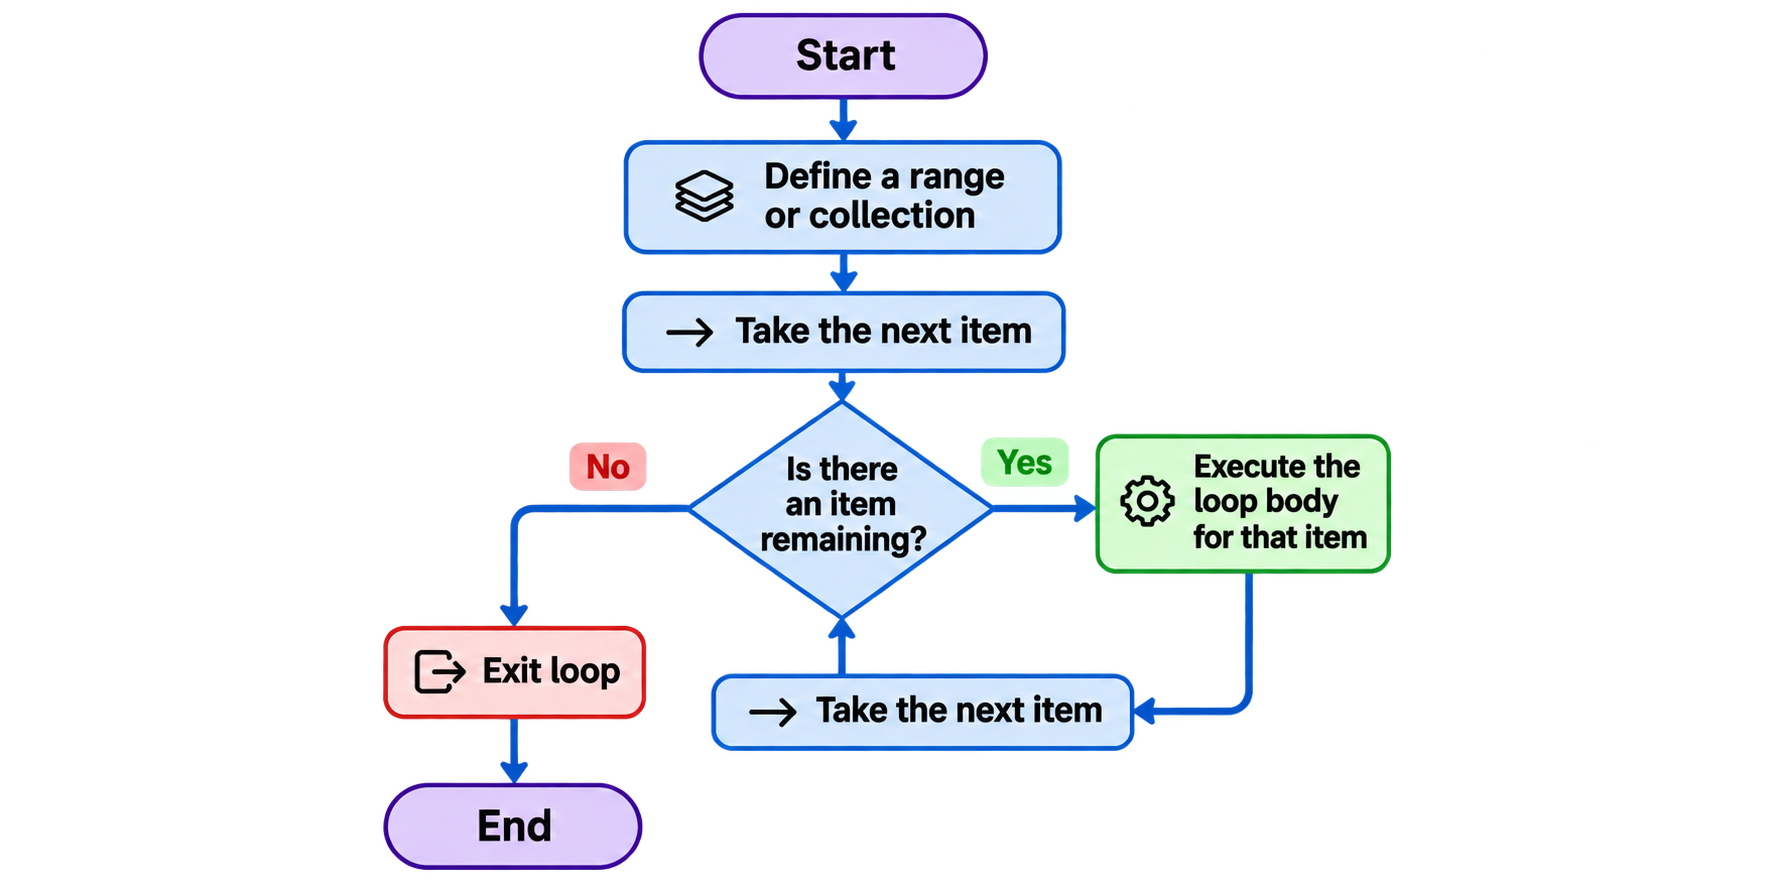 Start
Define a range
or collection
Take the next item
Is there
an item
remaining?
No
Yes
Execute the
loop body
for that item
Exit loop
Take the next item
End